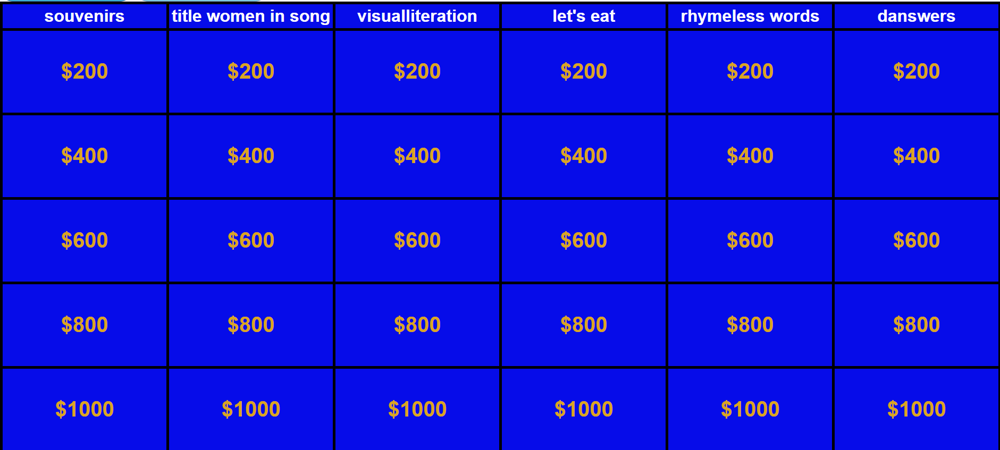 souvenirs title women in song visualliteration let's eat rhymeless words danswers
$200 $200 $200 $200 $200 $200
$400 $400 $400 $400 $400 $400
$600 $600 $600 $600 $600 $600
$800 $800 $800 $800 $800 $800
$1000 $1000 $1000 $1000 $1000 $1000